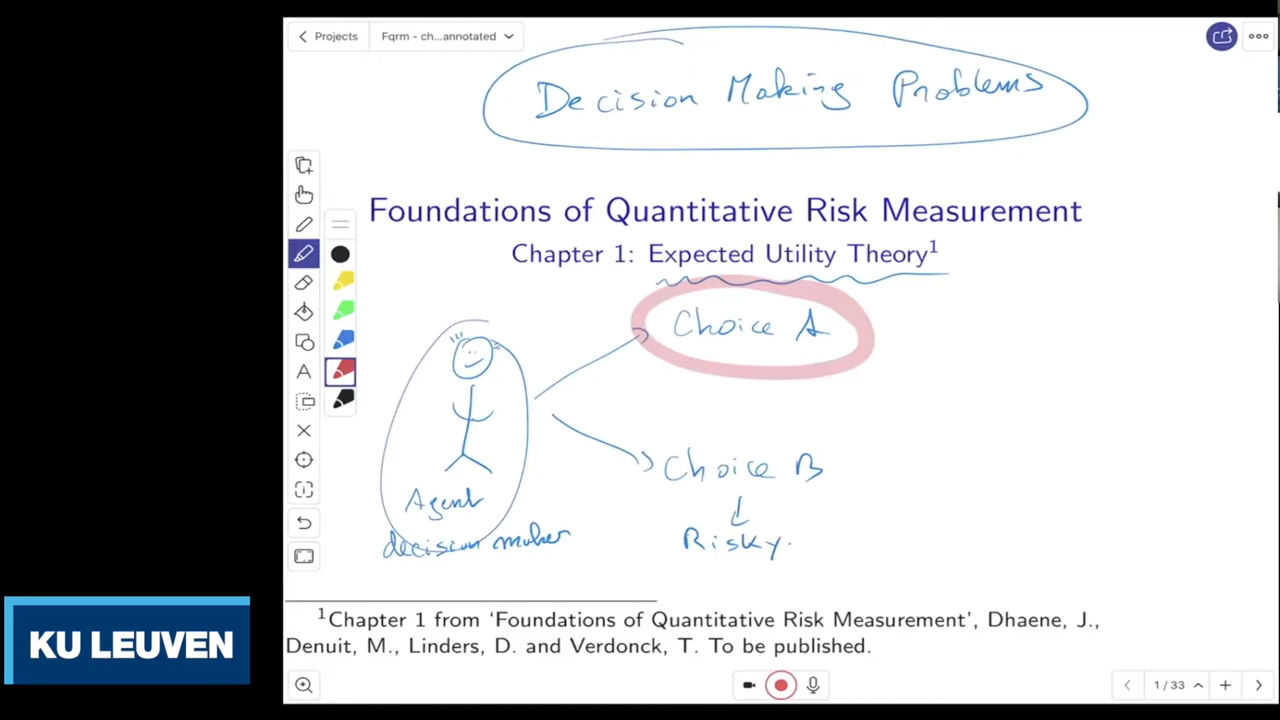 Projects
Fqrm - ch...annotated
Decision Making Problems
Foundations of Quantitative Risk Measurement
Chapter 1: Expected Utility Theory¹
Choice A
Agent
decision maker
Choice B
Risky.
¹Chapter 1 from ‘Foundations of Quantitative Risk Measurement’, Dhaene, J.,
Denuit, M., Linders, D. and Verdonck, T. To be published.
KU LEUVEN
1 / 33